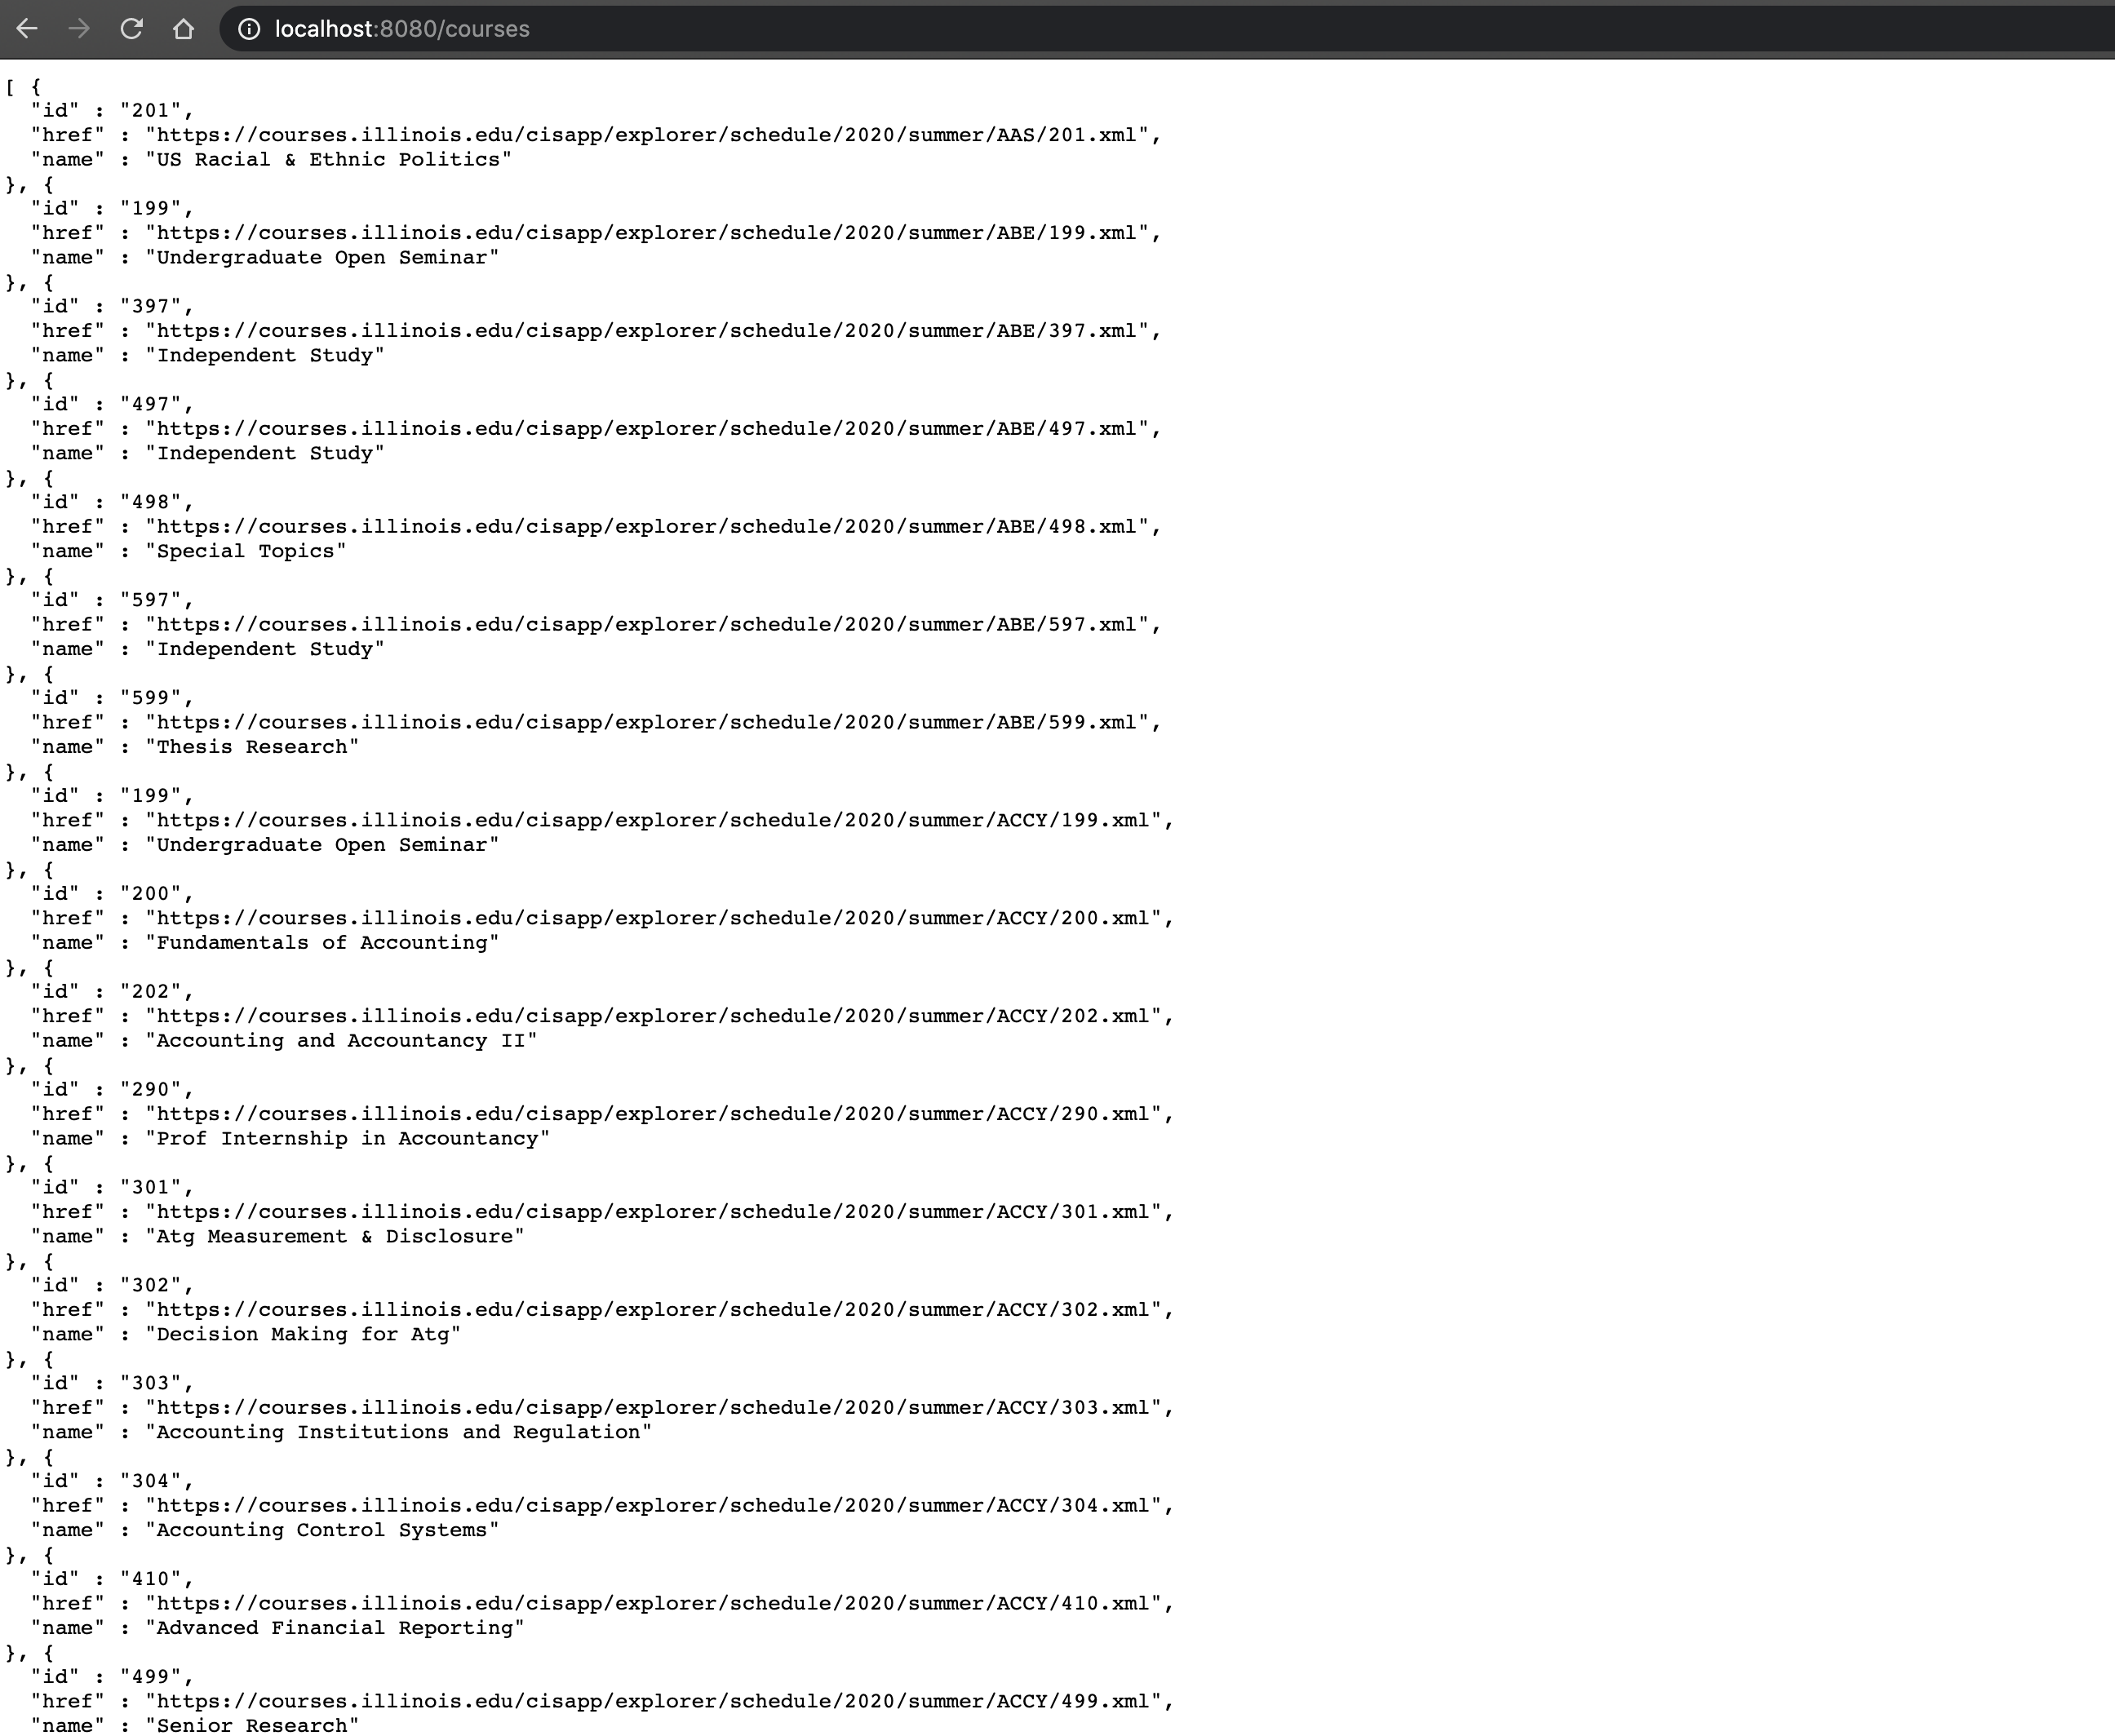 localhost:8080/courses
[ {
  "id" : "201",
  "href" : "https://courses.illinois.edu/cisapp/explorer/schedule/2020/summer/AAS/201.xml",
  "name" : "US Racial & Ethnic Politics"
}, {
  "id" : "199",
  "href" : "https://courses.illinois.edu/cisapp/explorer/schedule/2020/summer/ABE/199.xml",
  "name" : "Undergraduate Open Seminar"
}, {
  "id" : "397",
  "href" : "https://courses.illinois.edu/cisapp/explorer/schedule/2020/summer/ABE/397.xml",
  "name" : "Independent Study"
}, {
  "id" : "497",
  "href" : "https://courses.illinois.edu/cisapp/explorer/schedule/2020/summer/ABE/497.xml",
  "name" : "Independent Study"
}, {
  "id" : "498",
  "href" : "https://courses.illinois.edu/cisapp/explorer/schedule/2020/summer/ABE/498.xml",
  "name" : "Special Topics"
}, {
  "id" : "597",
  "href" : "https://courses.illinois.edu/cisapp/explorer/schedule/2020/summer/ABE/597.xml",
  "name" : "Independent Study"
}, {
  "id" : "599",
  "href" : "https://courses.illinois.edu/cisapp/explorer/schedule/2020/summer/ABE/599.xml",
  "name" : "Thesis Research"
}, {
  "id" : "199",
  "href" : "https://courses.illinois.edu/cisapp/explorer/schedule/2020/summer/ACCY/199.xml",
  "name" : "Undergraduate Open Seminar"
}, {
  "id" : "200",
  "href" : "https://courses.illinois.edu/cisapp/explorer/schedule/2020/summer/ACCY/200.xml",
  "name" : "Fundamentals of Accounting"
}, {
  "id" : "202",
  "href" : "https://courses.illinois.edu/cisapp/explorer/schedule/2020/summer/ACCY/202.xml",
  "name" : "Accounting and Accountancy II"
}, {
  "id" : "290",
  "href" : "https://courses.illinois.edu/cisapp/explorer/schedule/2020/summer/ACCY/290.xml",
  "name" : "Prof Internship in Accountancy"
}, {
  "id" : "301",
  "href" : "https://courses.illinois.edu/cisapp/explorer/schedule/2020/summer/ACCY/301.xml",
  "name" : "Atg Measurement & Disclosure"
}, {
  "id" : "302",
  "href" : "https://courses.illinois.edu/cisapp/explorer/schedule/2020/summer/ACCY/302.xml",
  "name" : "Decision Making for Atg"
}, {
  "id" : "303",
  "href" : "https://courses.illinois.edu/cisapp/explorer/schedule/2020/summer/ACCY/303.xml",
  "name" : "Accounting Institutions and Regulation"
}, {
  "id" : "304",
  "href" : "https://courses.illinois.edu/cisapp/explorer/schedule/2020/summer/ACCY/304.xml",
  "name" : "Accounting Control Systems"
}, {
  "id" : "410",
  "href" : "https://courses.illinois.edu/cisapp/explorer/schedule/2020/summer/ACCY/410.xml",
  "name" : "Advanced Financial Reporting"
}, {
  "id" : "499",
  "href" : "https://courses.illinois.edu/cisapp/explorer/schedule/2020/summer/ACCY/499.xml",
  "name" : "Senior Research"